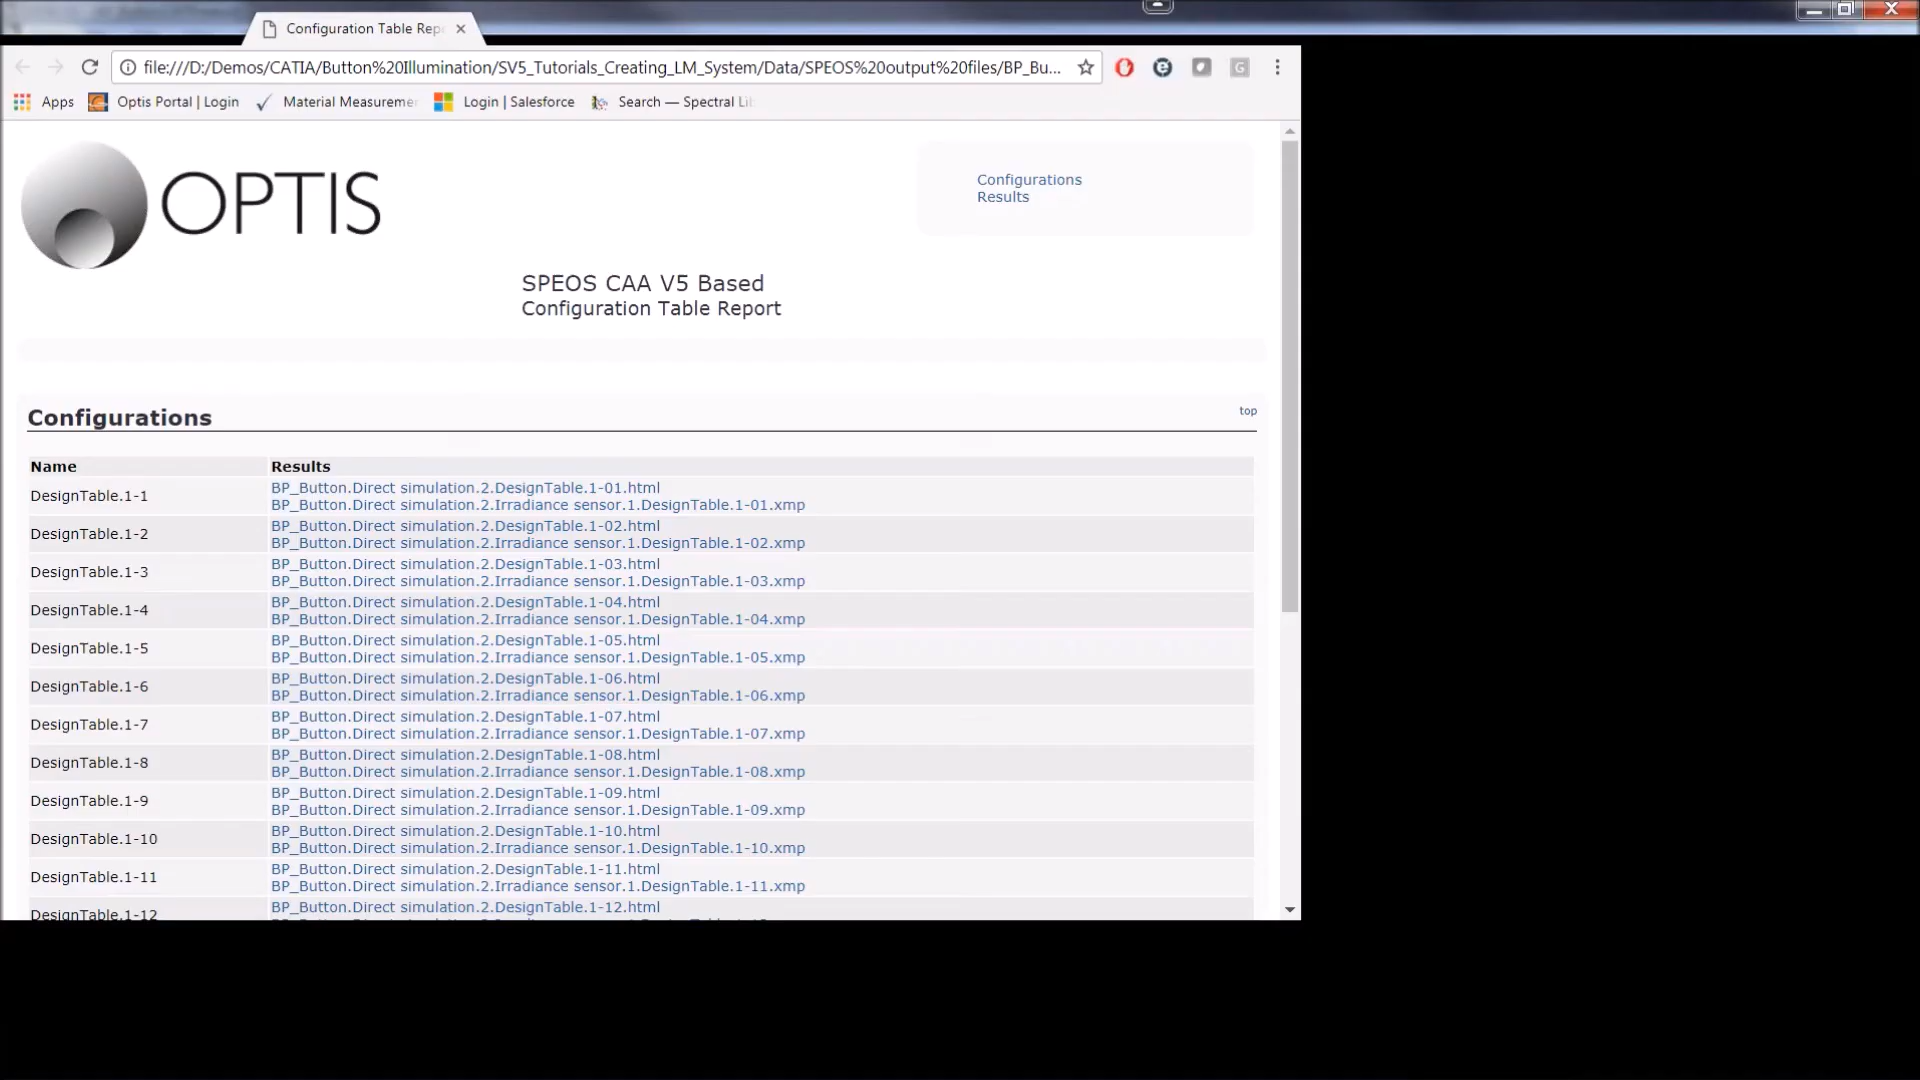 Configuration Table Rep
file:///D:/Demos/CATIA/Button%20Illumination/SV5_Tutorials_Creating_LM_System/Data/SPEOS%20output%20files/BP_Bu...
Apps Optis Portal | Login Material Measuremen Login | Salesforce Search — Spectral Li
OPTIS
Configurations
Results
SPEOS CAA V5 Based
Configuration Table Report
Configurations
top
Name Results
DesignTable.1-1 BP_Button.Direct simulation.2.DesignTable.1-01.html
BP_Button.Direct simulation.2.Irradiance sensor.1.DesignTable.1-01.xmp
DesignTable.1-2 BP_Button.Direct simulation.2.DesignTable.1-02.html
BP_Button.Direct simulation.2.Irradiance sensor.1.DesignTable.1-02.xmp
DesignTable.1-3 BP_Button.Direct simulation.2.DesignTable.1-03.html
BP_Button.Direct simulation.2.Irradiance sensor.1.DesignTable.1-03.xmp
DesignTable.1-4 BP_Button.Direct simulation.2.DesignTable.1-04.html
BP_Button.Direct simulation.2.Irradiance sensor.1.DesignTable.1-04.xmp
DesignTable.1-5 BP_Button.Direct simulation.2.DesignTable.1-05.html
BP_Button.Direct simulation.2.Irradiance sensor.1.DesignTable.1-05.xmp
DesignTable.1-6 BP_Button.Direct simulation.2.DesignTable.1-06.html
BP_Button.Direct simulation.2.Irradiance sensor.1.DesignTable.1-06.xmp
DesignTable.1-7 BP_Button.Direct simulation.2.DesignTable.1-07.html
BP_Button.Direct simulation.2.Irradiance sensor.1.DesignTable.1-07.xmp
DesignTable.1-8 BP_Button.Direct simulation.2.DesignTable.1-08.html
BP_Button.Direct simulation.2.Irradiance sensor.1.DesignTable.1-08.xmp
DesignTable.1-9 BP_Button.Direct simulation.2.DesignTable.1-09.html
BP_Button.Direct simulation.2.Irradiance sensor.1.DesignTable.1-09.xmp
DesignTable.1-10 BP_Button.Direct simulation.2.DesignTable.1-10.html
BP_Button.Direct simulation.2.Irradiance sensor.1.DesignTable.1-10.xmp
DesignTable.1-11 BP_Button.Direct simulation.2.DesignTable.1-11.html
BP_Button.Direct simulation.2.Irradiance sensor.1.DesignTable.1-11.xmp
DesignTable.1-12 BP_Button.Direct simulation.2.DesignTable.1-12.html